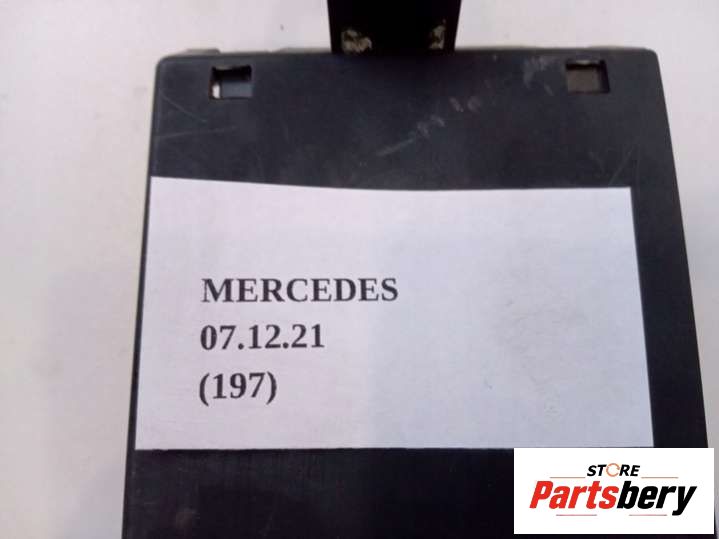 MERCEDES
07.12.21
(197)
STORE
Partsbery